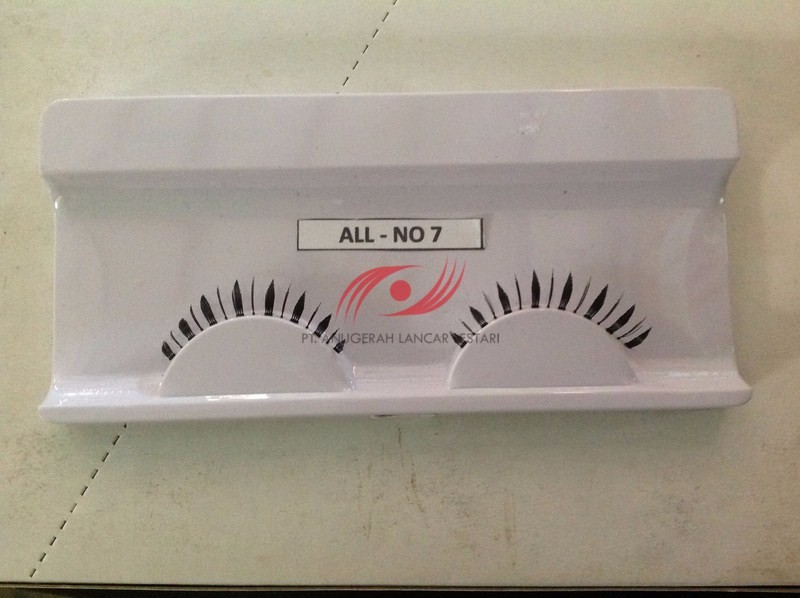 ALL - NO 7
PT. ANUGERAH LANCAR LESTARI